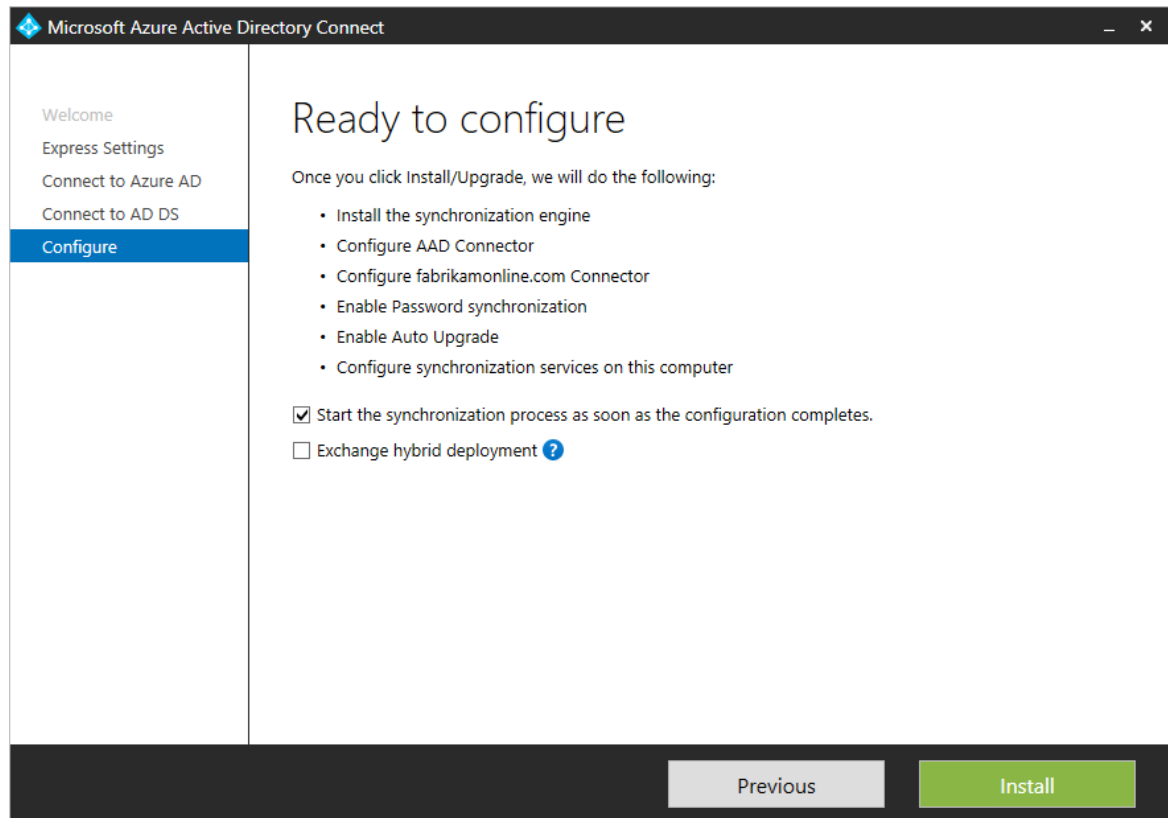 Microsoft Azure Active Directory Connect
Welcome
Express Settings
Connect to Azure AD
Connect to AD DS
Configure
Ready to configure
Once you click Install/Upgrade, we will do the following:
• Install the synchronization engine
• Configure AAD Connector
• Configure fabrikamonline.com Connector
• Enable Password synchronization
• Enable Auto Upgrade
• Configure synchronization services on this computer
Start the synchronization process as soon as the configuration completes.
Exchange hybrid deployment ?
Previous
Install